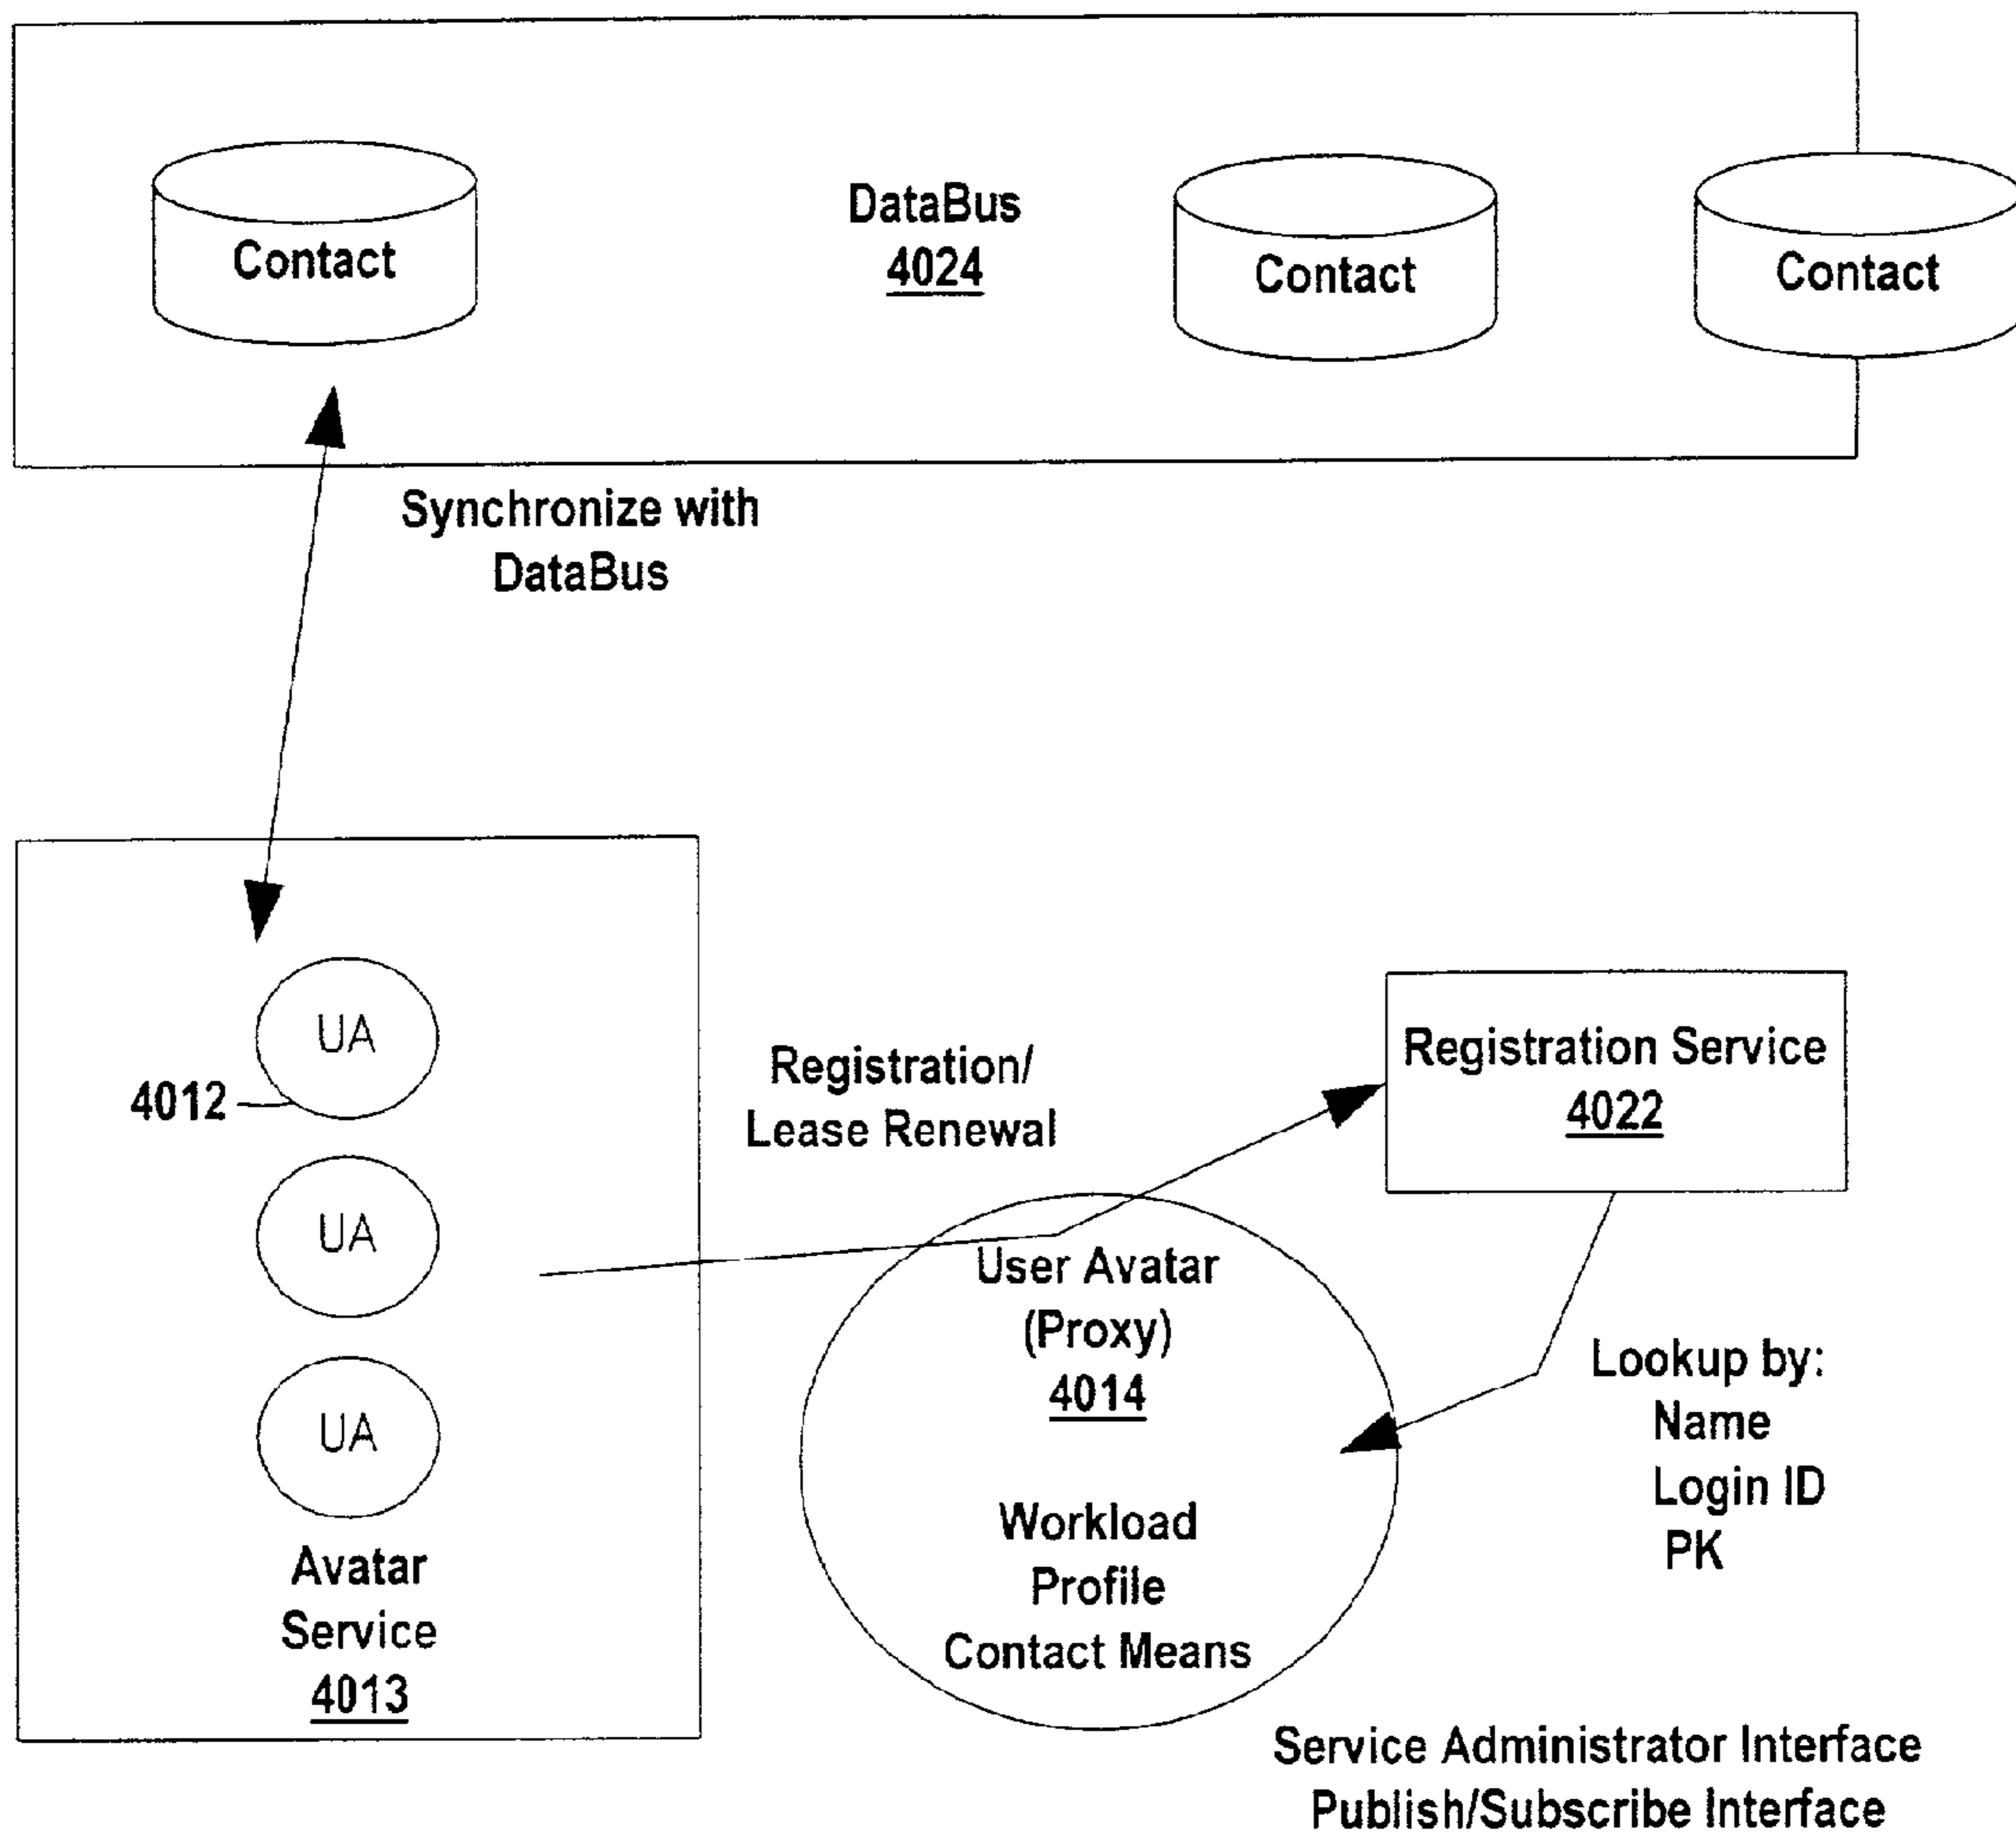 Contact
DataBus
4024
Contact
Contact
Synchronize with
DataBus
UA
4012
UA
UA
Avatar
Service
4013
Registration/
Lease Renewal
Registration Service
4022
User Avatar
(Proxy)
4014
Workload
Profile
Contact Means
Lookup by:
Name
Login ID
PK
Service Administrator Interface
Publish/Subscribe Interface